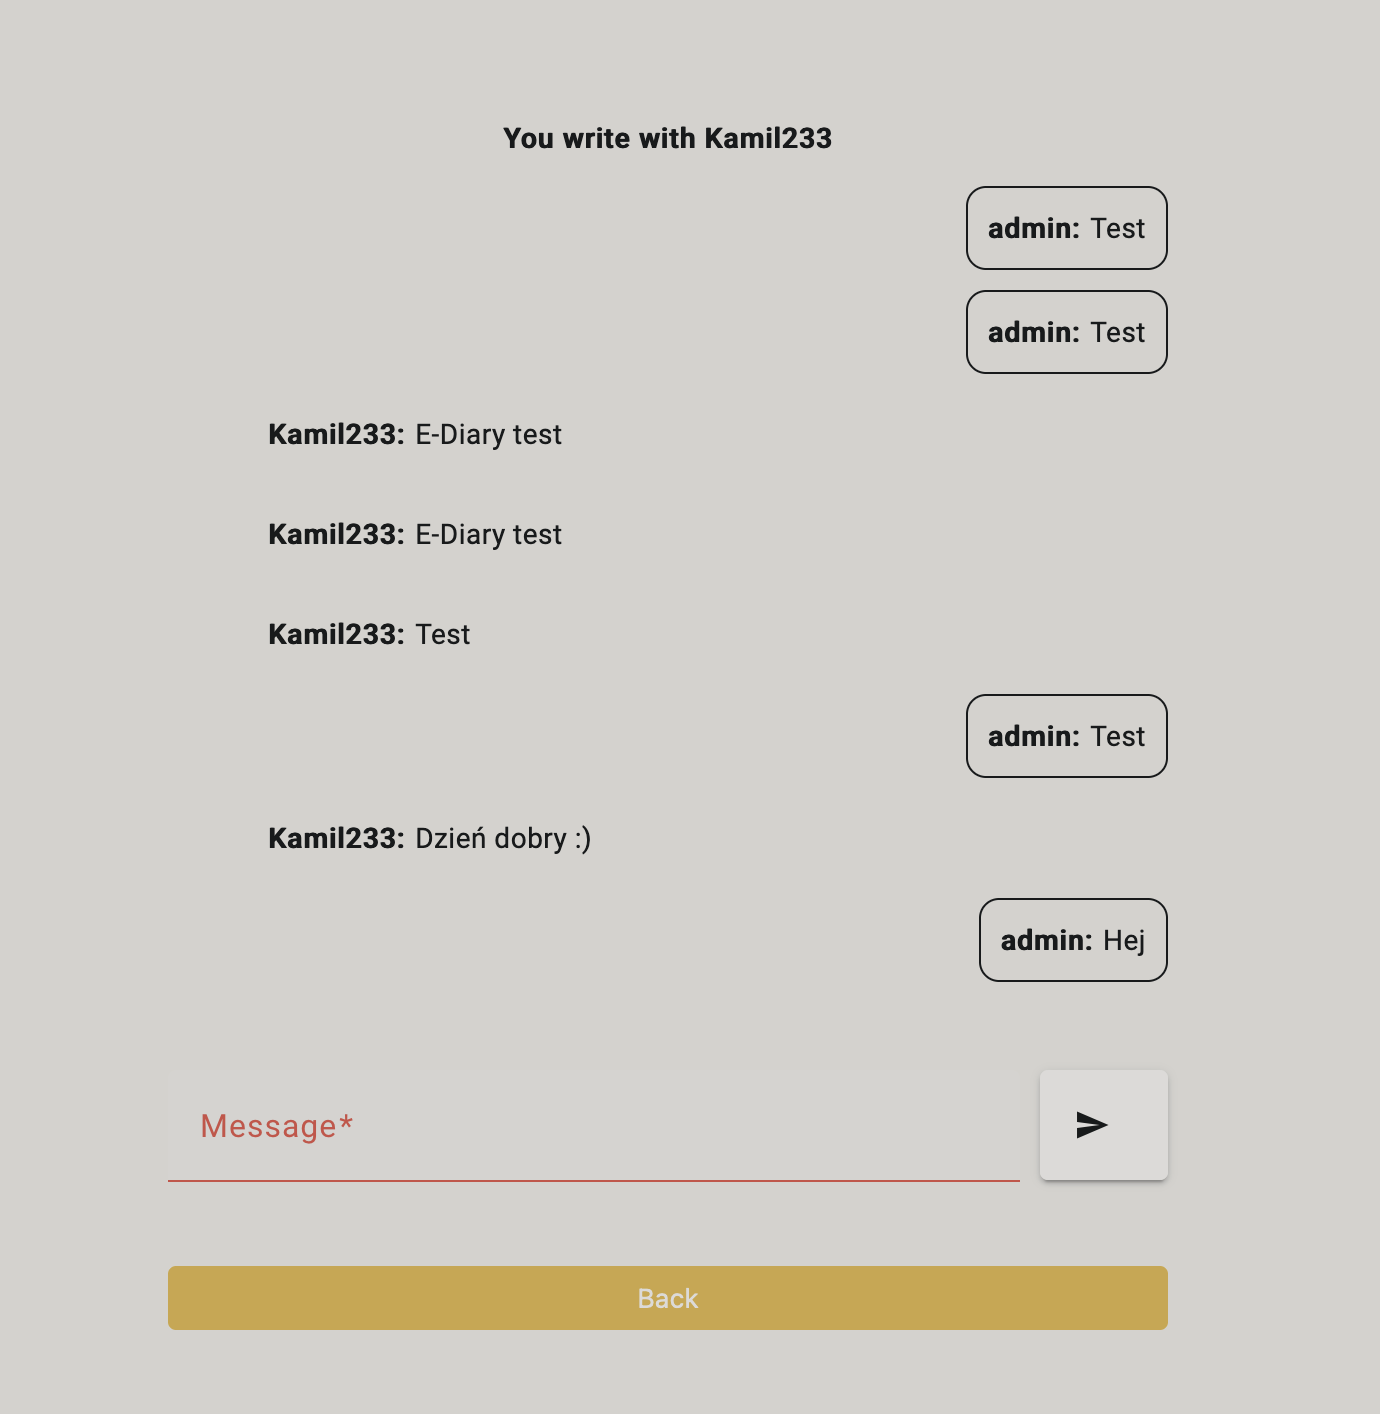 You write with Kamil233
admin: Test
admin: Test
Kamil233: E-Diary test
Kamil233: E-Diary test
Kamil233: Test
admin: Test
Kamil233: Dzień dobry :)
admin: Hej
Message*
Back